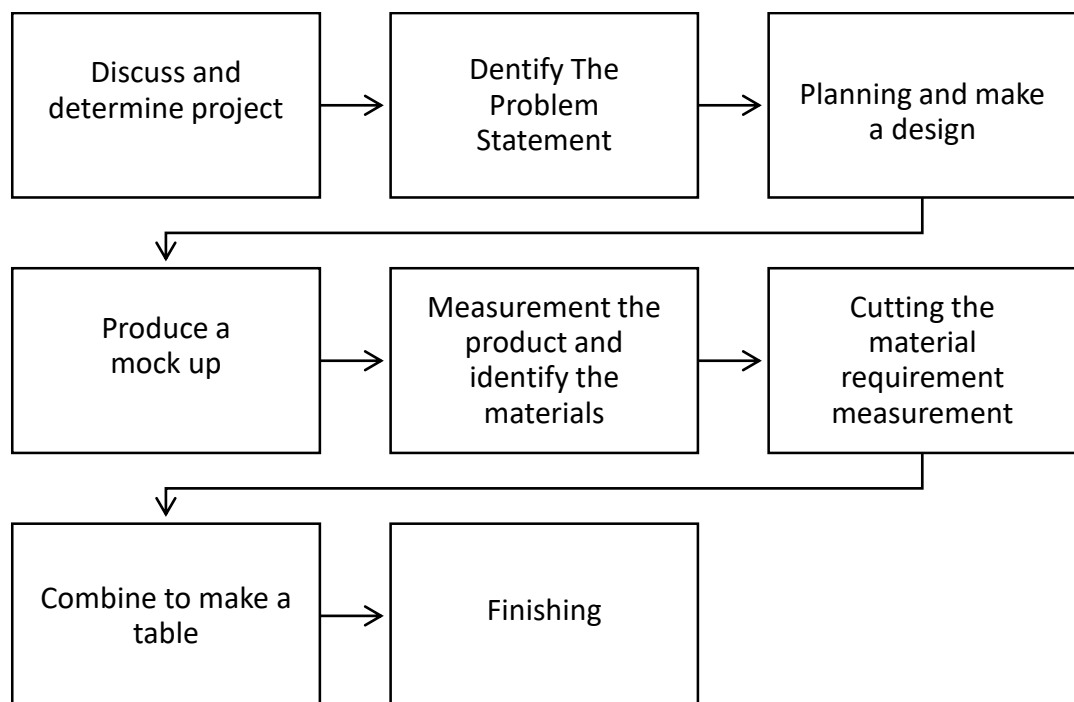 Discuss and
determine project
Dentify The
Problem
Statement
Planning and make
a design
Produce a
mock up
Measurement the
product and
identify the
materials
Cutting the
material
requirement
measurement
Combine to make a
table
Finishing